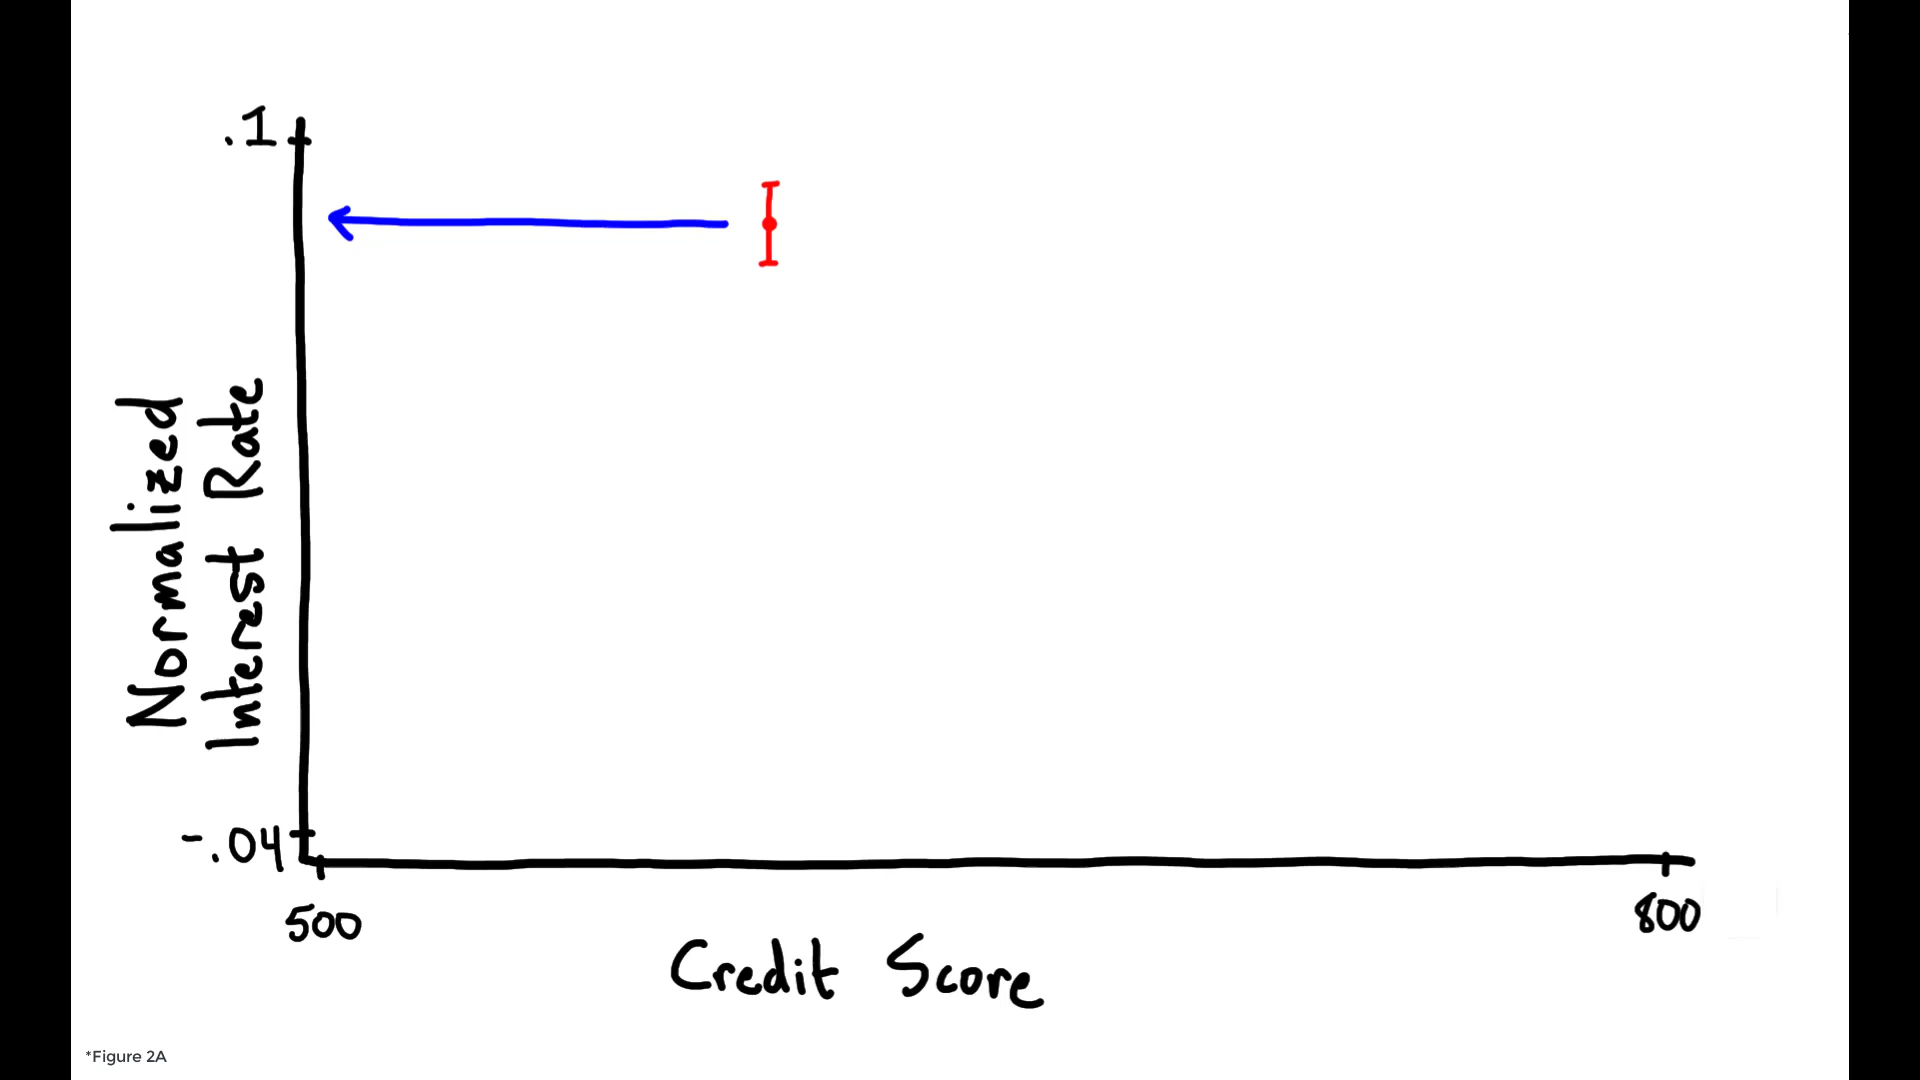 .1
Normalized
Interest Rate
-.04
500
800
Credit Score
*Figure 2A